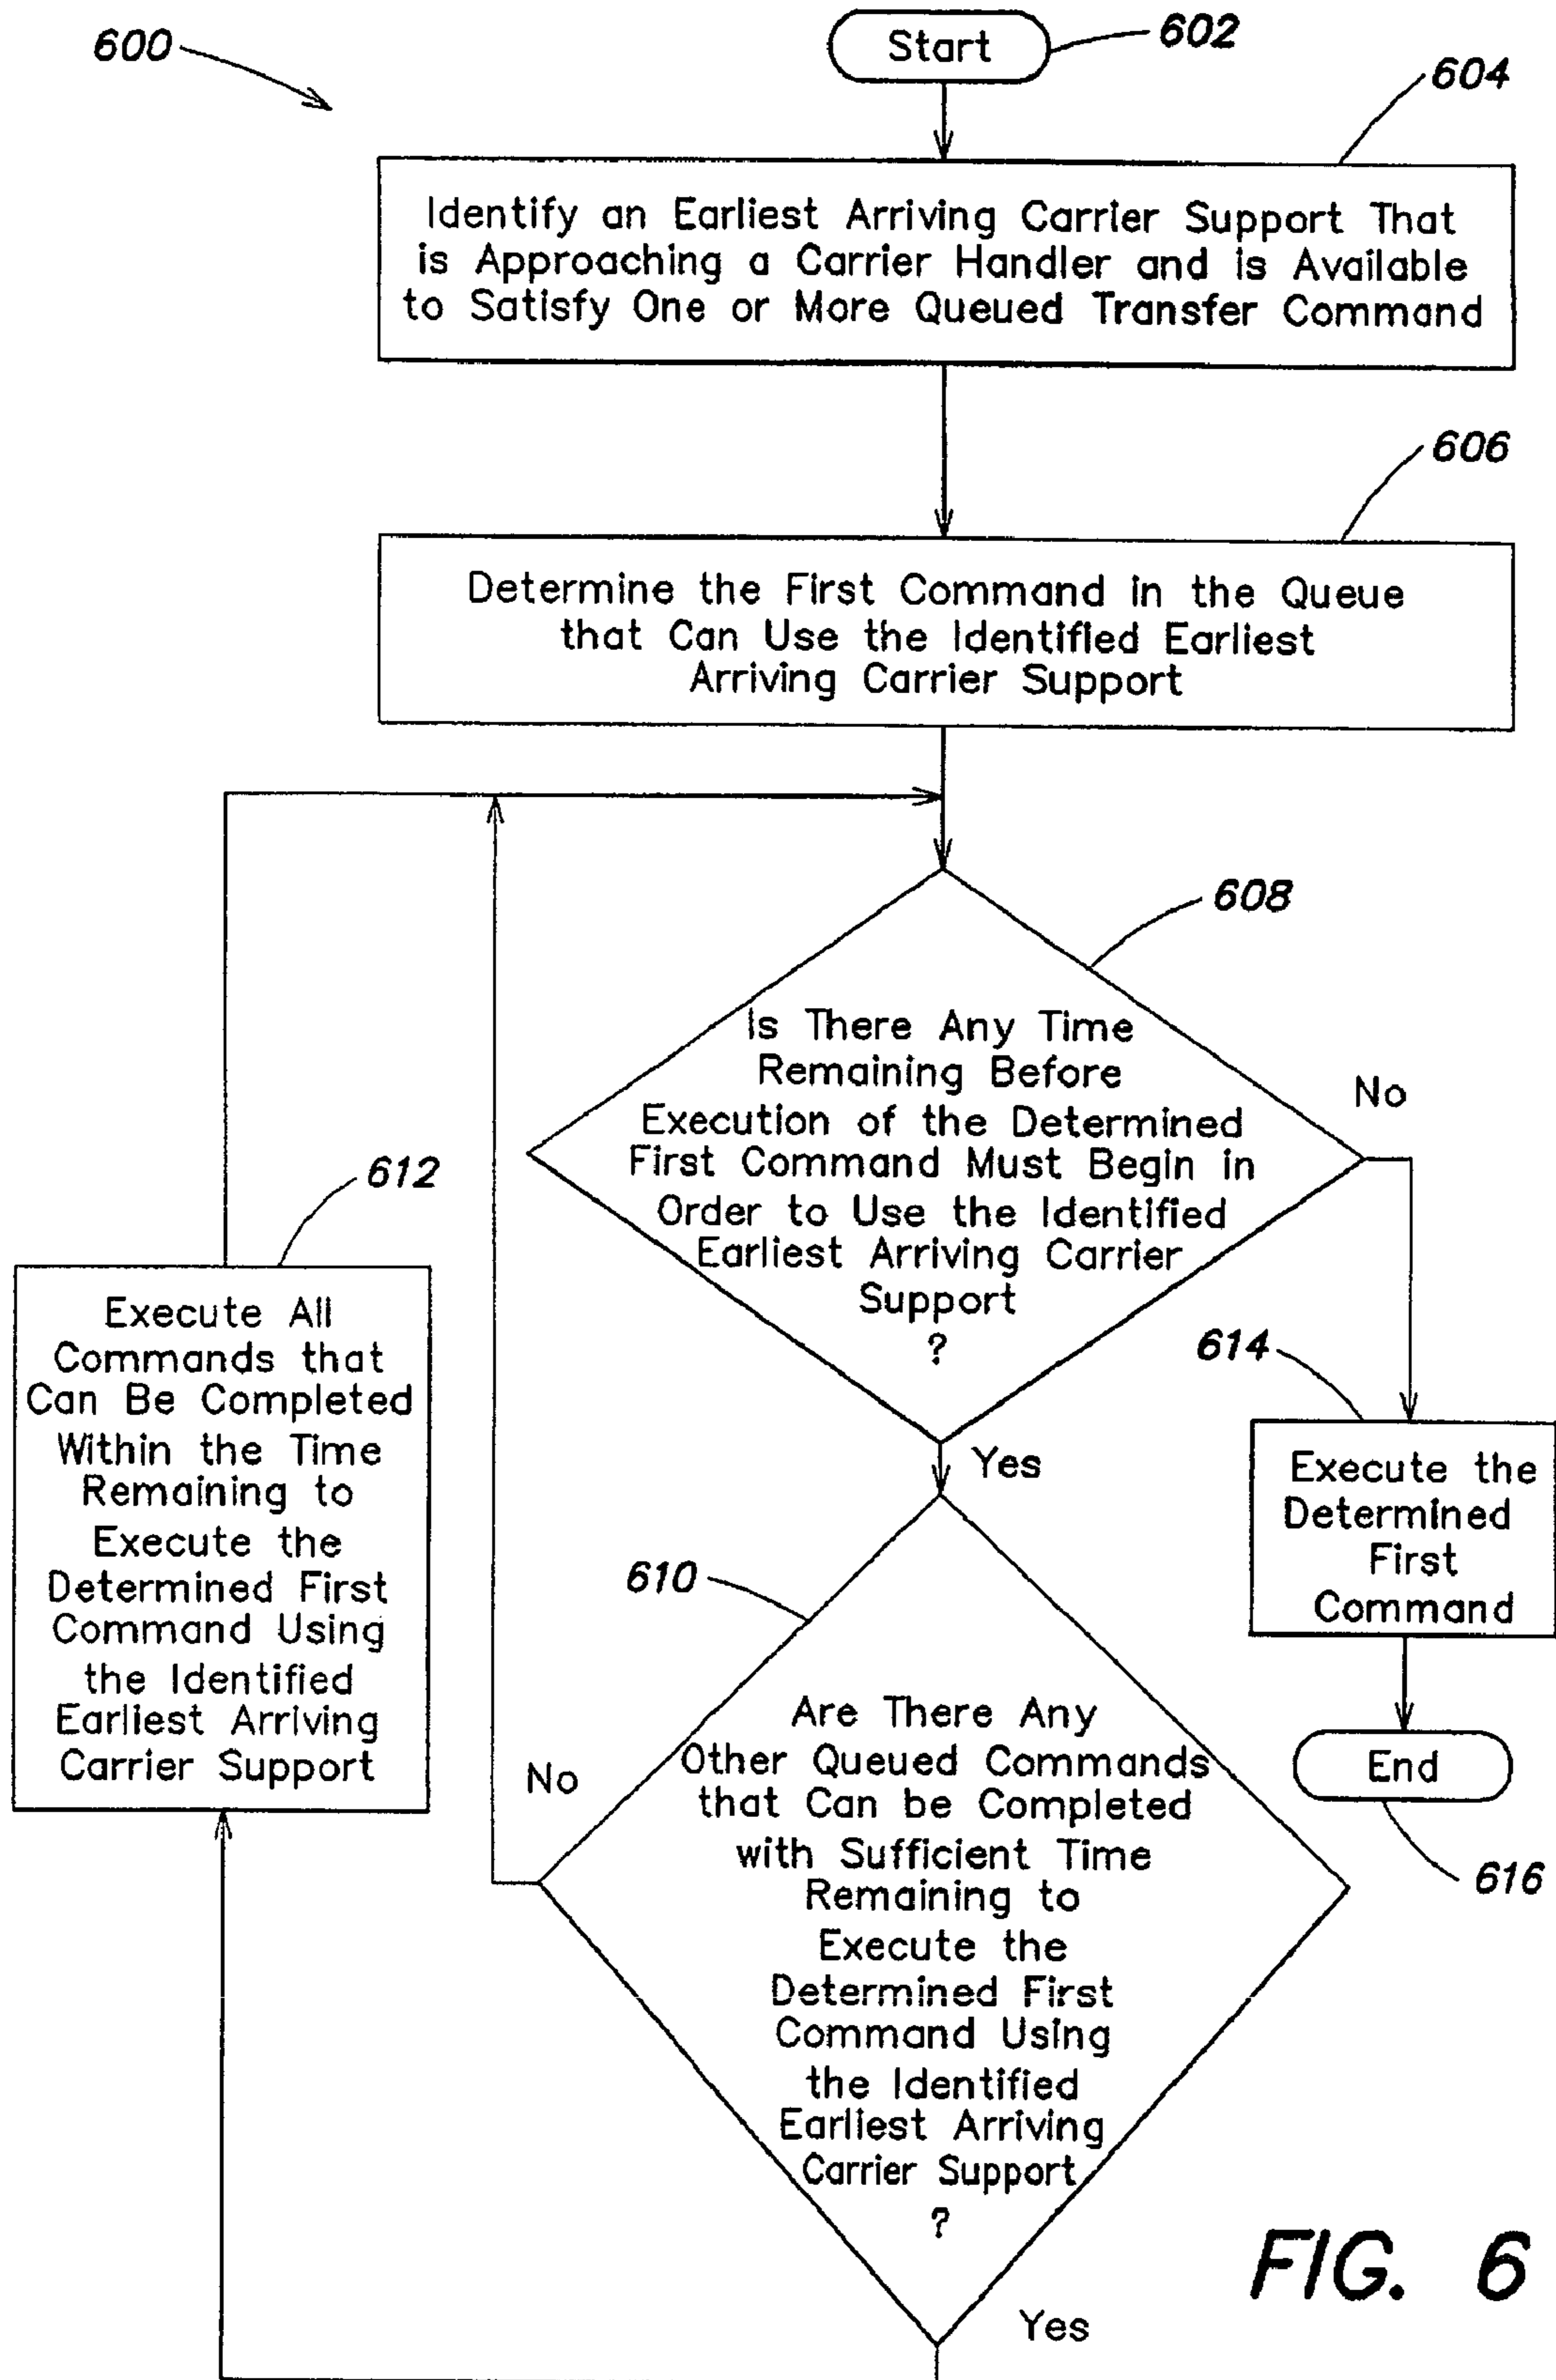 600
Start
602
604
Identify an Earliest Arriving Carrier Support That
is Approaching a Carrier Handler and is Available
to Satisfy One or More Queued Transfer Command
606
Determine the First Command in the Queue
that Can Use the Identified Earliest
Arriving Carrier Support
608
Is There Any Time
Remaining Before
Execution of the Determined
First Command Must Begin in
Order to Use the Identified
Earliest Arriving Carrier
Support
?
No
Yes
612
Execute All
Commands that
Can Be Completed
Within the Time
Remaining to
Execute the
Determined First
Command Using
the Identified
Earliest Arriving
Carrier Support
614
Execute the
Determined
First
Command
End
616
610
Are There Any
Other Queued Commands
that Can be Completed
with Sufficient Time
Remaining to
Execute the
Determined First
Command Using
the Identified
Earliest Arriving
Carrier Support
?
No
Yes
FIG. 6